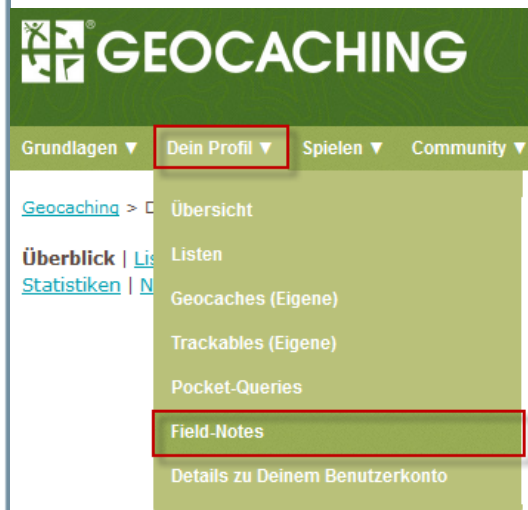 ® GEOCACHING
Grundlagen ▼ Dein Profil ▼ Spielen ▼ Community ▼
Geocaching >
Übersicht
Überblick |
Listen
Statistiken |
Geocaches (Eigene)
Trackables (Eigene)
Pocket-Queries
Field-Notes
Details zu Deinem Benutzerkonto